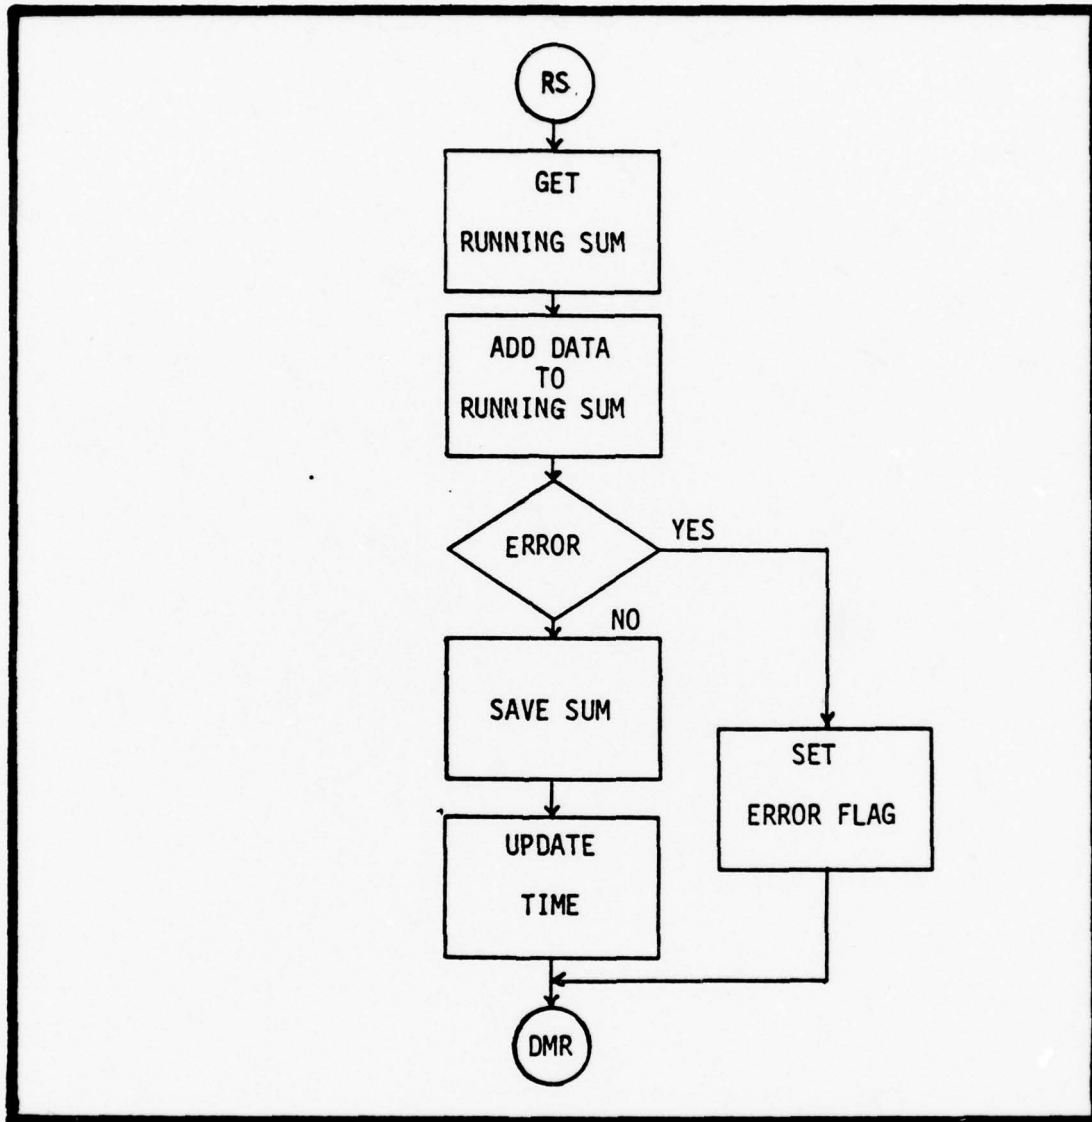 RS
GET
RUNNING SUM
ADD DATA
TO
RUNNING SUM
ERROR
YES
NO
SAVE SUM
SET
ERROR FLAG
UPDATE
TIME
DMR